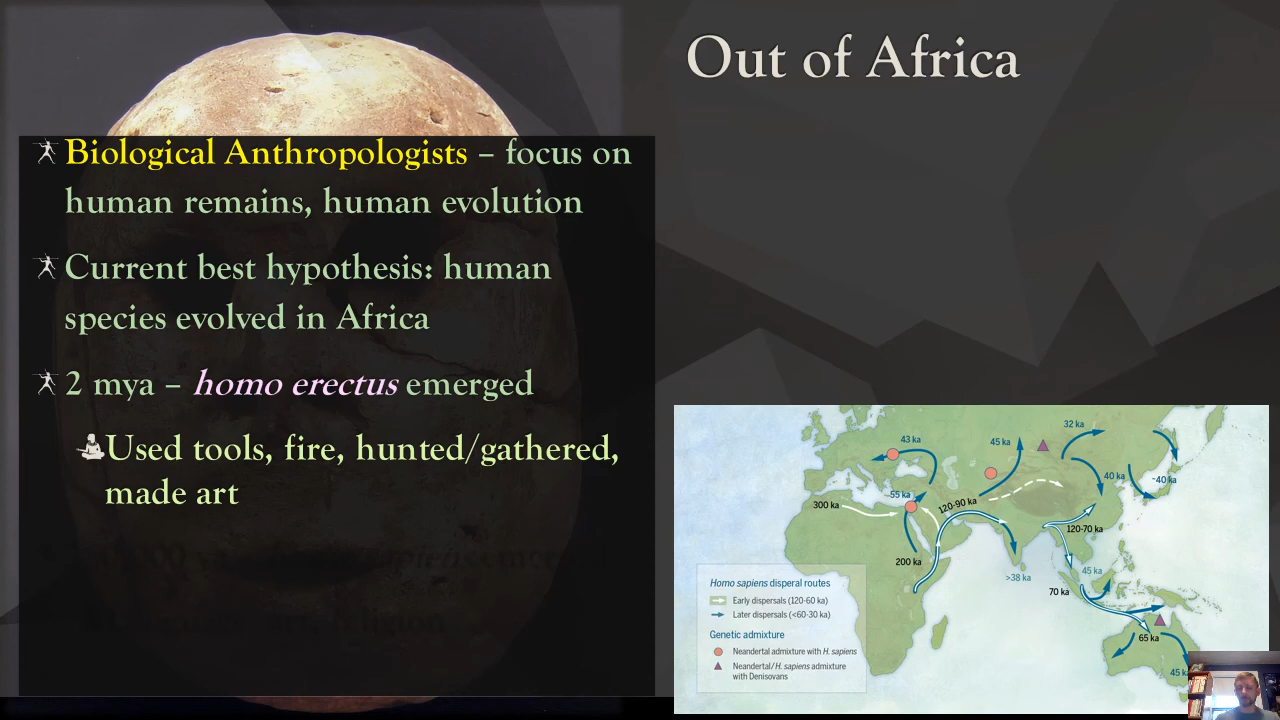 Out of Africa
Biological Anthropologists – focus on
human remains, human evolution
Current best hypothesis: human
species evolved in Africa
2 mya – homo erectus emerged
Used tools, fire, hunted/gathered,
made art
32 ka
43 ka
45 ka
40 ka
~40 ka
~55 ka
300 ka
120-90 ka
120-70 ka
200 ka
>38 ka
45 ka
70 ka
65 ka
45 ka
Homo sapiens disperal routes
Early dispersals (120-60 ka)
Later dispersals (<60-30 ka)
Genetic admixture
Neandertal admixture with H. sapiens
Neandertal/H. sapiens admixture
with Denisovans